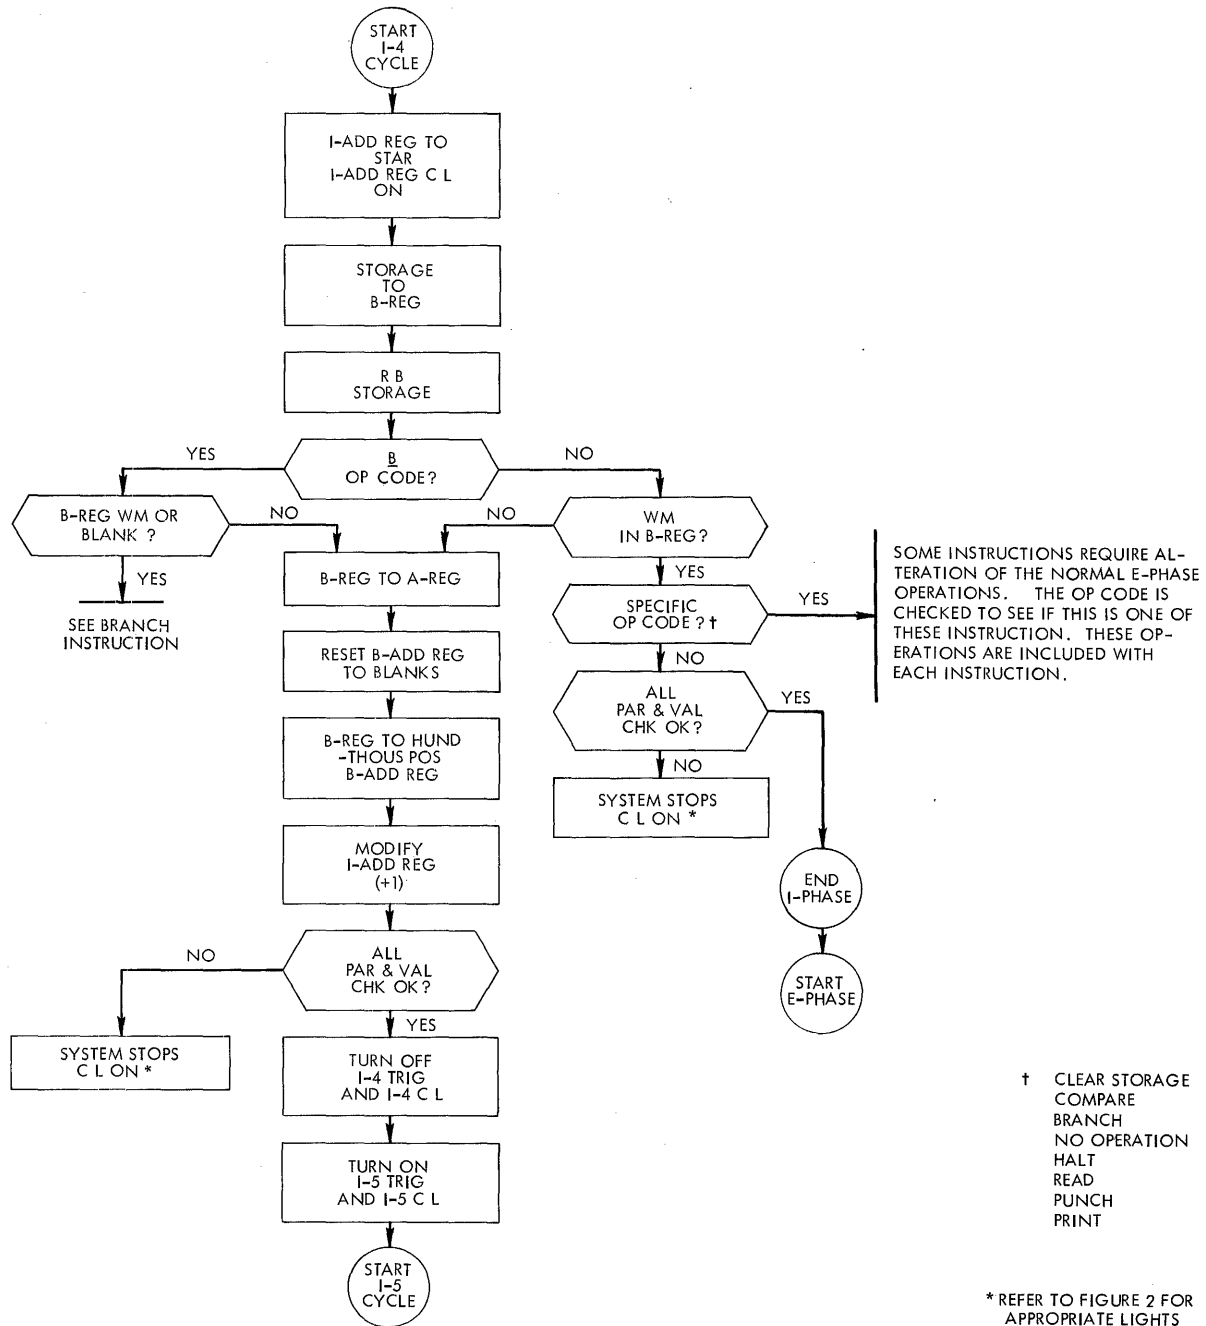 START
I-4
CYCLE
I-ADD REG TO
STAR
I-ADD REG C L
ON
STORAGE
TO
B-REG
R B
STORAGE
B
OP CODE?
YES
NO
B-REG WM OR
BLANK ?
NO
YES
SEE BRANCH
INSTRUCTION
WM
IN B-REG?
NO
YES
B-REG TO A-REG
SPECIFIC
OP CODE ?†
YES
NO
SOME INSTRUCTIONS REQUIRE AL-
TERATION OF THE NORMAL E-PHASE
OPERATIONS. THE OP CODE IS
CHECKED TO SEE IF THIS IS ONE OF
THESE INSTRUCTION. THESE OP-
ERATIONS ARE INCLUDED WITH
EACH INSTRUCTION.
RESET B-ADD REG
TO BLANKS
ALL
PAR & VAL
CHK OK?
YES
NO
B-REG TO HUND
-THOUS POS
B-ADD REG
SYSTEM STOPS
C L ON *
MODIFY
I-ADD REG
(+1)
END
I-PHASE
START
E-PHASE
ALL
PAR & VAL
CHK OK?
NO
YES
SYSTEM STOPS
C L ON *
TURN OFF
I-4 TRIG
AND I-4 C L
TURN ON
I-5 TRIG
AND I-5 C L
START
I-5
CYCLE
† CLEAR STORAGE
COMPARE
BRANCH
NO OPERATION
HALT
READ
PUNCH
PRINT
* REFER TO FIGURE 2 FOR
APPROPRIATE LIGHTS